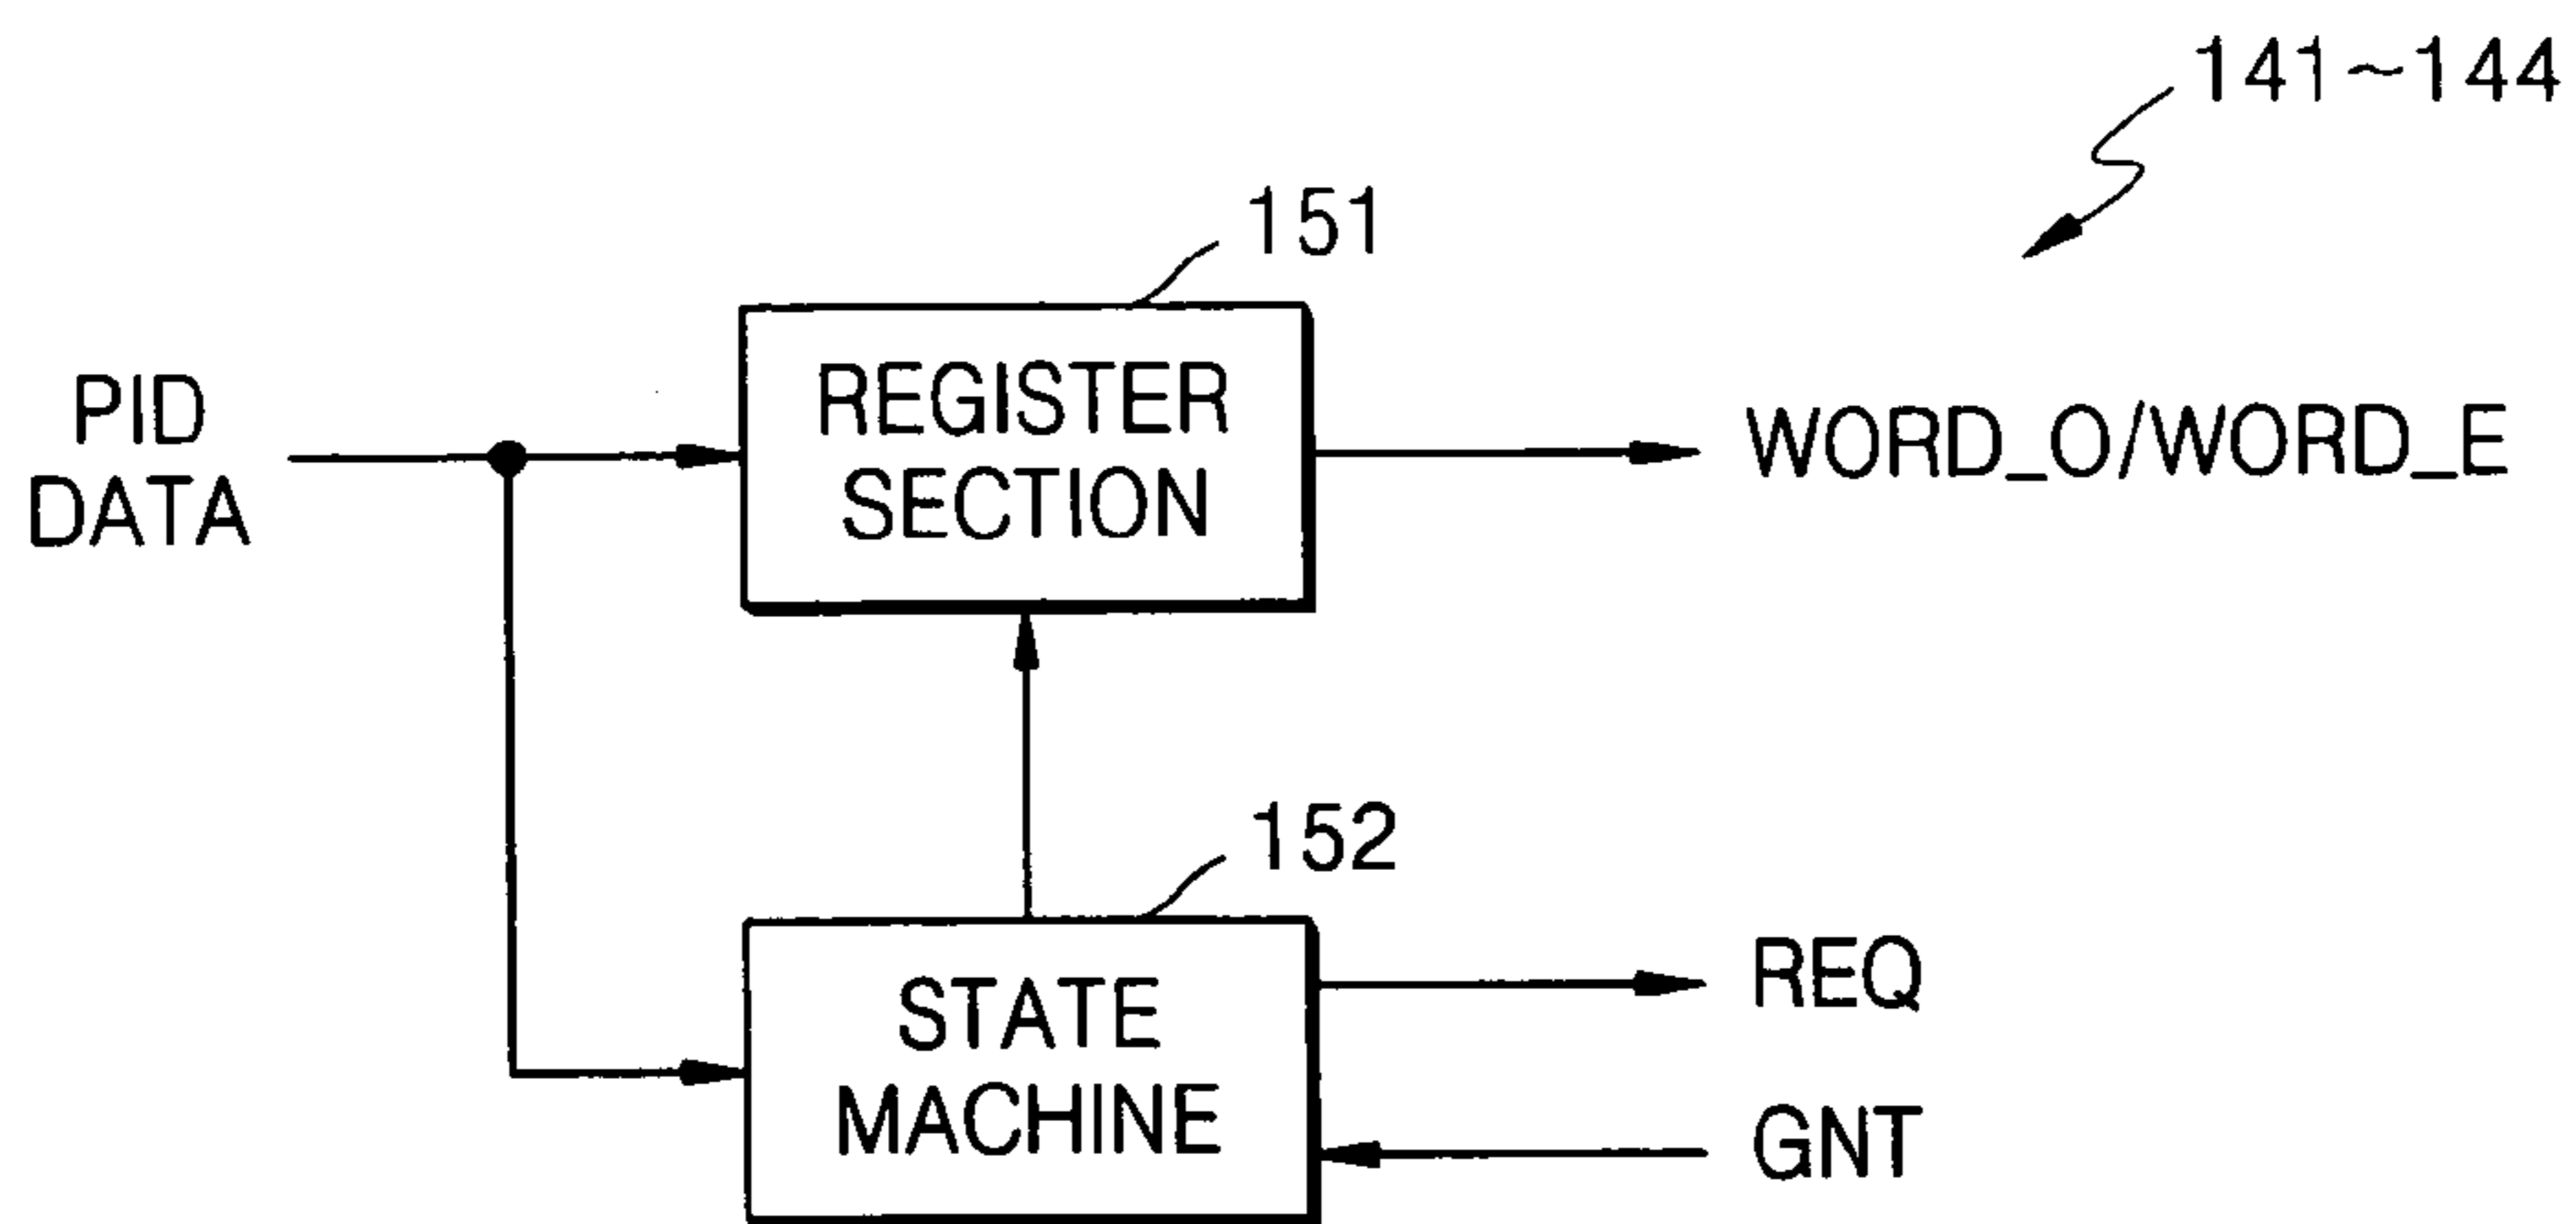 141~144
151
PID
DATA
REGISTER
SECTION
WORD_O/WORD_E
152
STATE
MACHINE
REQ
GNT